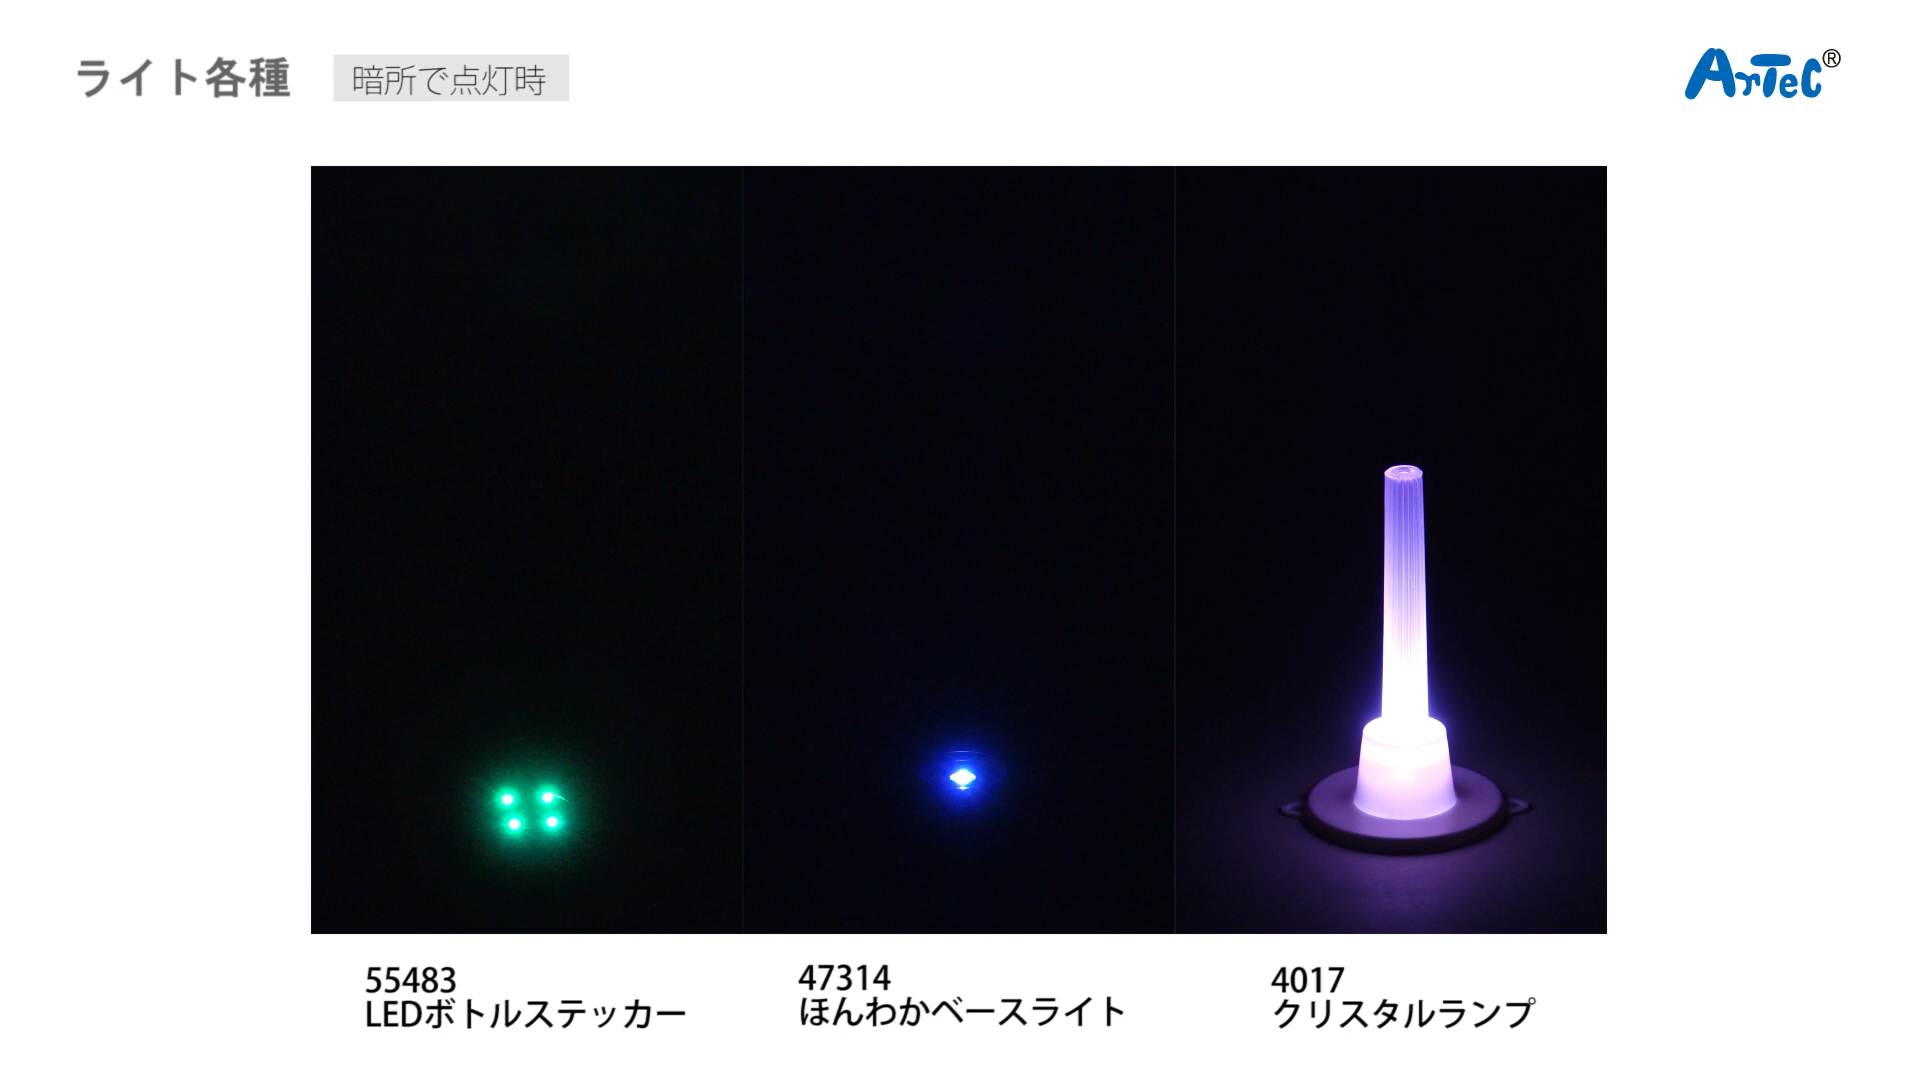 ライト各種
暗所で点灯時
ArTeC®
55483
LEDボトルステッカー
47314
ほんわかベースライト
4017
クリスタルランプ